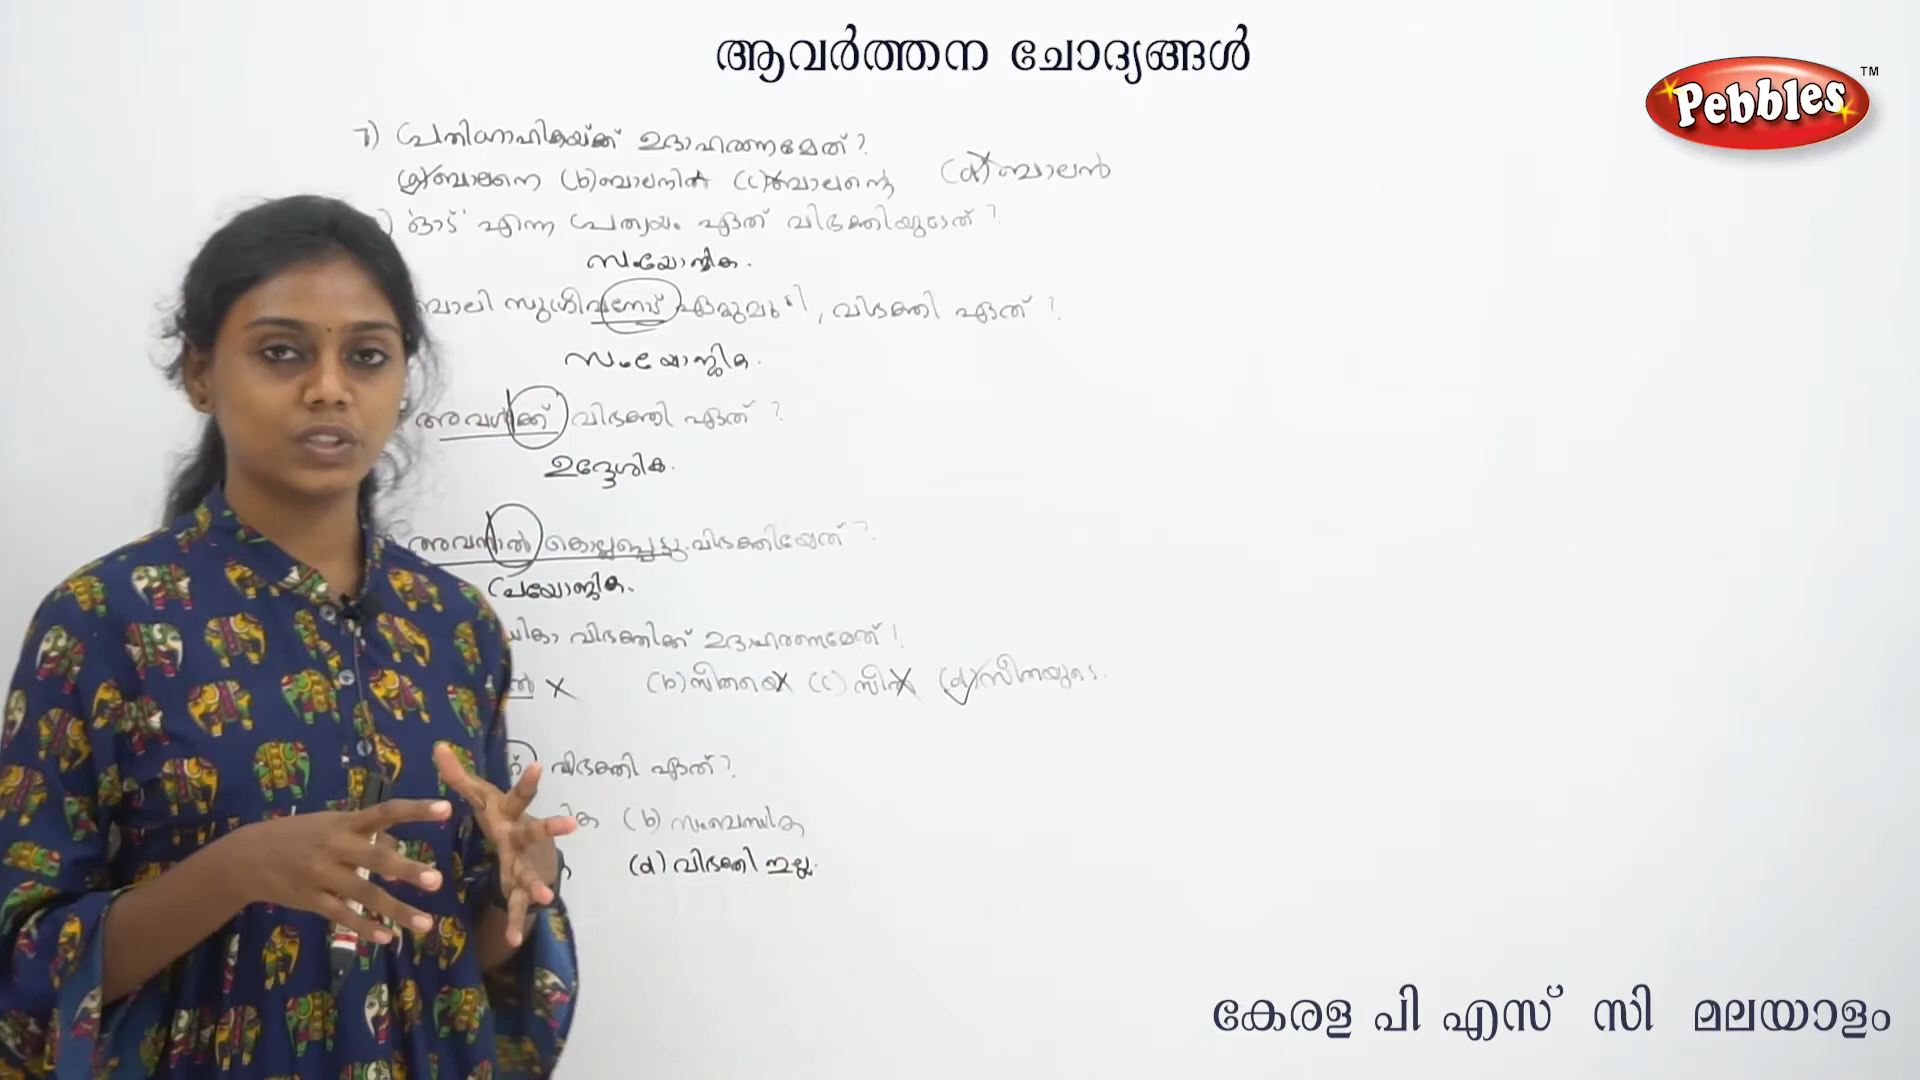 ആവർത്തന ചോദ്യങ്ങൾ
Pebbles TM
7) പ്രതിഗ്രാഹികയ്ക്ക് ഉദാഹരണമേത്?
(a) ബാലനെ (b) ബാലനിൽ (c) ബാലന്റെ (d) ബാലൻ
) 'ഓട്' എന്ന പ്രത്യയം ഏത് വിഭക്തിയുടേത്?
സംയോജിക.
ബാലി സുഗ്രീവനോട് വിഭക്തി ഏത്?
സംയോജിക.
അവൾക്ക് വിഭക്തി ഏത്?
ഉദ്ദേശിക.
അവനാൽ കൊല്ലപ്പെട്ടു. വിഭക്തിയേത്?
പ്രയോജിക.
ധികാ വിഭക്തിക്ക് ഉദാഹരണമേത്?
ൽ (b) സീതയെ (c) (d) സീതയുടെ.
വിഭക്തി ഏത്?
ിക (b) സംബന്ധിക
(d) വിഭക്തി ഇല്ല.
കേരള പി എസ് സി മലയാളം